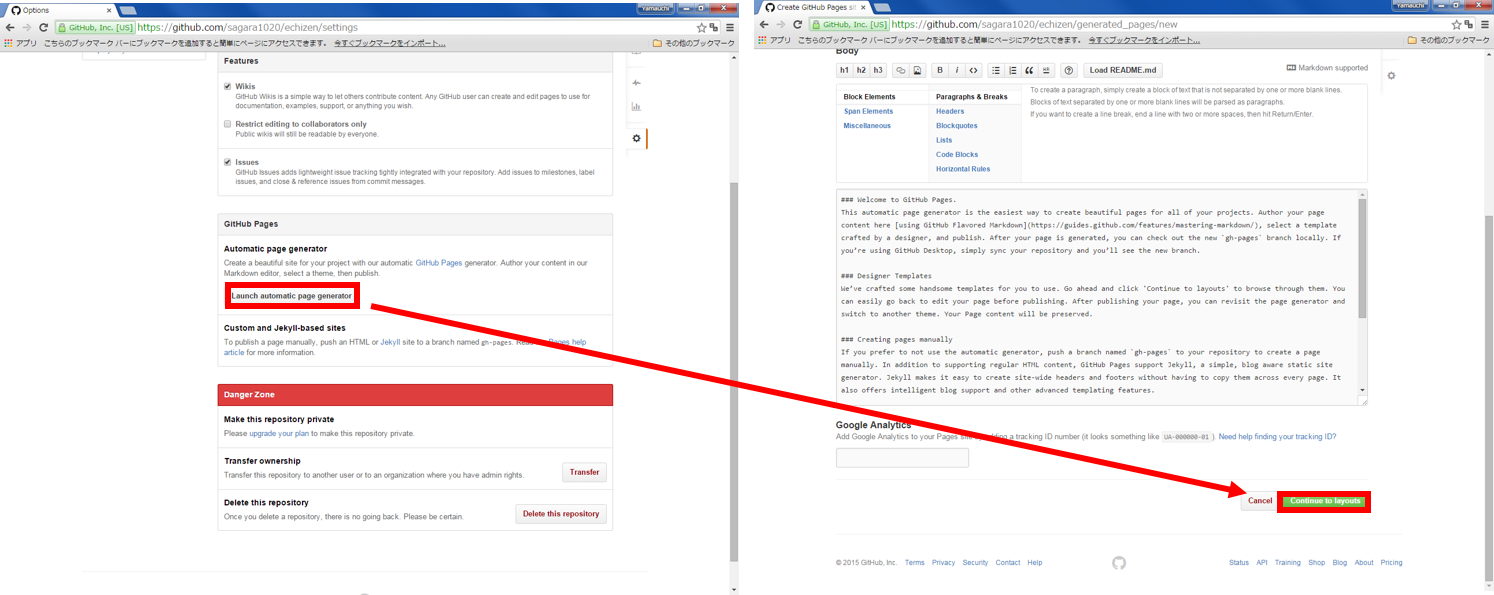 Options
Yamauchi
GitHub, Inc. [US] https://github.com/sagara1020/echizen/settings
アプリ こちらのブックマーク バーにブックマークを追加すると簡単にページにアクセスできます。 今すぐブックマークをインポート... その他のブックマーク
Features
Wikis
GitHub Wikis is a simple way to let others contribute content. Any GitHub user can create and edit pages to use for
documentation, examples, support, or anything you wish.
Restrict editing to collaborators only
Public wikis will still be readable by everyone.
Issues
GitHub Issues adds lightweight issue tracking tightly integrated with your repository. Add issues to milestones, label
issues, and close & reference issues from commit messages.
GitHub Pages
Automatic page generator
Create a beautiful site for your project with our automatic GitHub Pages generator. Author your content in our
Markdown editor, select a theme, then publish.
Launch automatic page generator
Custom and Jekyll-based sites
To publish a page manually, push an HTML or Jekyll site to a branch named gh-pages. Pages help
article for more information.
Danger Zone
Make this repository private
Please upgrade your plan to make this repository private.
Transfer ownership
Transfer this repository to another user or to an organization where you have admin rights.
Transfer
Delete this repository
Once you delete a repository, there is no going back. Please be certain.
Delete this repository
Create GitHub Pages
Yamauchi
GitHub, Inc. [US] https://github.com/sagara1020/echizen/generated_pages/new
アプリ こちらのブックマーク バーにブックマークを追加すると簡単にページにアクセスできます。 今すぐブックマークをインポート... その他のブックマーク
Body
h1 h2 h3 B i Load README.md Markdown supported
Block Elements
Span Elements
Miscellaneous
Paragraphs & Breaks
Headers
Blockquotes
Lists
Code Blocks
Horizontal Rules
To create a paragraph, simply create a block of text that is not separated by one or more blank lines.
Blocks of text separated by one or more blank lines will be parsed as paragraphs.
If you want to create a line break, end a line with two or more spaces, then hit Return/Enter.
### Welcome to GitHub Pages.
This automatic page generator is the easiest way to create beautiful pages for all of your projects. Author your page
content here [using GitHub Flavored Markdown](https://guides.github.com/features/mastering-markdown/), select a template
crafted by a designer, and publish. After your page is generated, you can check out the new `gh-pages` branch locally. If
you're using GitHub Desktop, simply sync your repository and you'll see the new branch.
### Designer Templates
We've crafted some handsome templates for you to use. Go ahead and click 'Continue to layouts' to browse through them. You
can easily go back to edit your page before publishing. After publishing your page, you can revisit the page generator and
switch to another theme. Your Page content will be preserved.
### Creating pages manually
If you prefer to not use the automatic generator, push a branch named `gh-pages` to your repository to create a page
manually. In addition to supporting regular HTML content, GitHub Pages support Jekyll, a simple, blog aware static site
generator. Jekyll makes it easy to create site-wide headers and footers without having to copy them across every page. It
also offers intelligent blog support and other advanced templating features.
Google Analytics
Add Google Analytics to your Pages a tracking ID number (it looks something like UA-000000-01 ). Need help finding your tracking ID?
Cancel
Continue to layouts
© 2015 GitHub, Inc. Terms Privacy Security Contact Help
Status API Training Shop Blog About Pricing